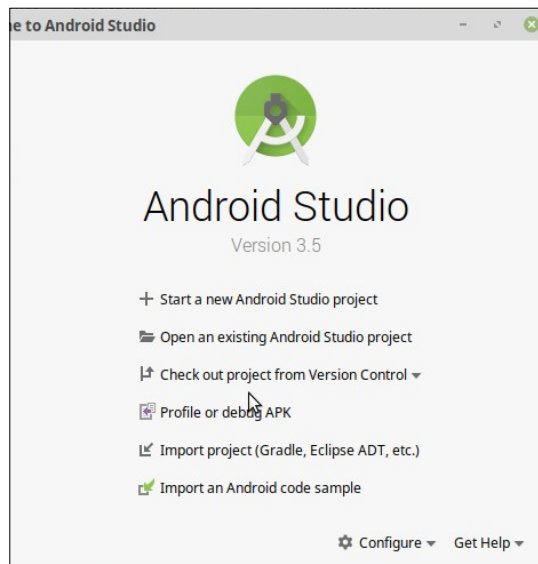 e to Android Studio
Android Studio
Version 3.5
Start a new Android Studio project
Open an existing Android Studio project
Check out project from Version Control
Profile or debug APK
Import project (Gradle, Eclipse ADT, etc.)
Import an Android code sample
Configure Get Help